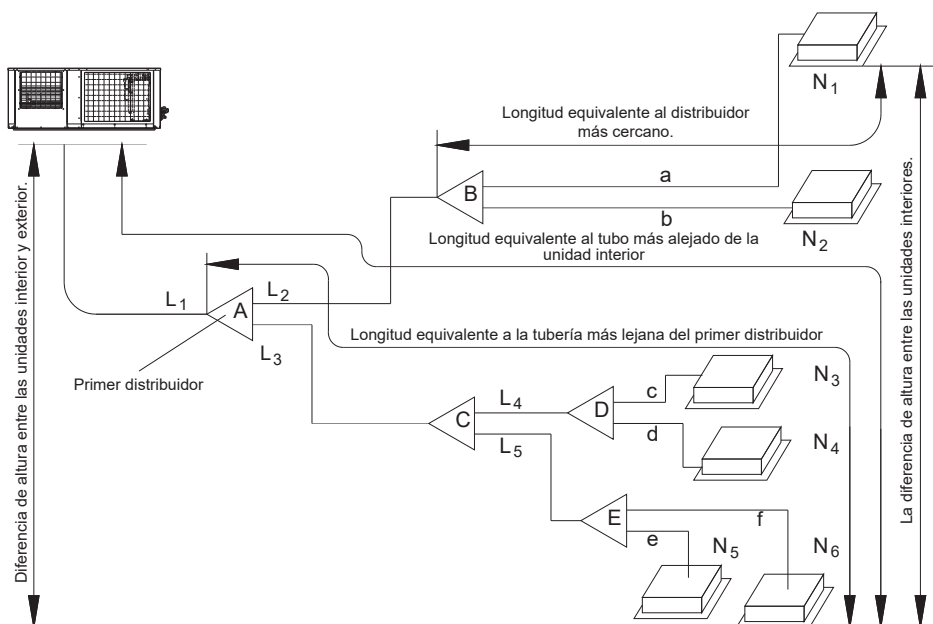 N1
Longitud equivalente al distribuidor
más cercano.
a
B
b
N2
Longitud equivalente al tubo más alejado de la
unidad interior
L1
A
L2
L3
Primer distribuidor
Longitud equivalente a la tubería más lejana del primer distribuidor
N3
c
L4
D
C
d
L5
N4
E
f
e
N5
N6
Diferencia de altura entre las unidades interior y exterior.
La diferencia de altura entre las unidades interiores.